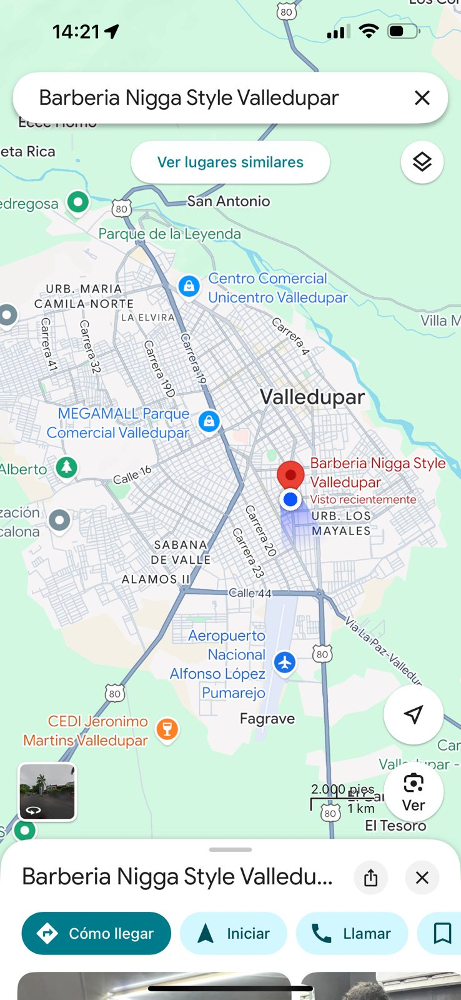 80
14:21
Barberia Nigga Style Valledupar
eta Rica
Ver lugares similares
edregosa
80
San Antonio
Parque de la Leyenda
URB. MARIA
CAMILA NORTE
Centro Comercial
Unicentro Valledupar
LA ELVIRA
Villa M
Carrera 41
Carrera 32
Carrera 19D
Carrera 19
Carrera 4
Valledupar
MEGAMALL Parque
Comercial Valledupar
Alberto
Calle 16
Barberia Nigga Style
Valledupar
Visto recientemente
zación
calona
URB. LOS
MAYALES
Carrera 20
Carrera 23
SABANA
DE VALLE
ALAMOS II
Calle 44
Aeropuerto
Nacional
Alfonso López
Pumarejo
Via La Paz-Valledup
80
80
Fagrave
CEDI Jeronimo
Martins Valledupar
Car
2.000 pies
1 km
Ver
80
El Tesoro
S
Barberia Nigga Style Valledu...
Cómo llegar
Iniciar
Llamar